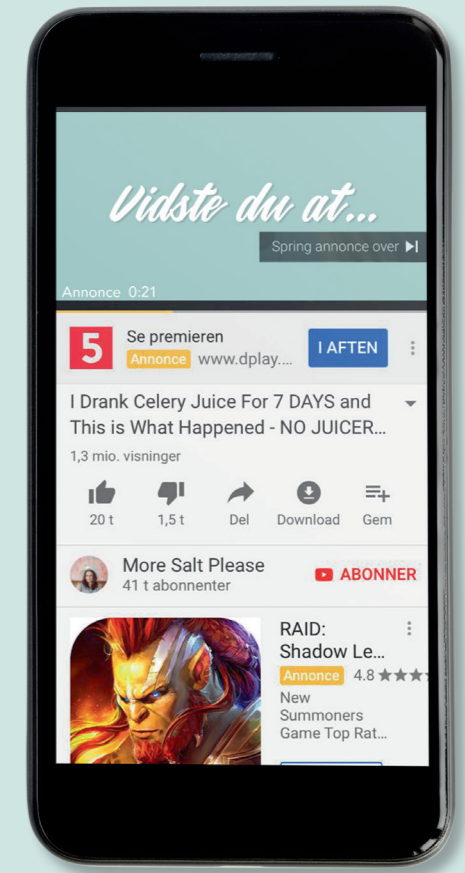 Vidste du at...
Spring annonce over
Annonce 0:21
5
Se premieren
I AFTEN
Annonce www.dplay....
I Drank Celery Juice For 7 DAYS and
This is What Happened - NO JUICER...
1,3 mio. visninger
20 t 1,5 t Del Download Gem
More Salt Please
41 t abonnenter
ABONNER
RAID:
Shadow Le...
Annonce 4.8
New
Summoners
Game Top Rat...